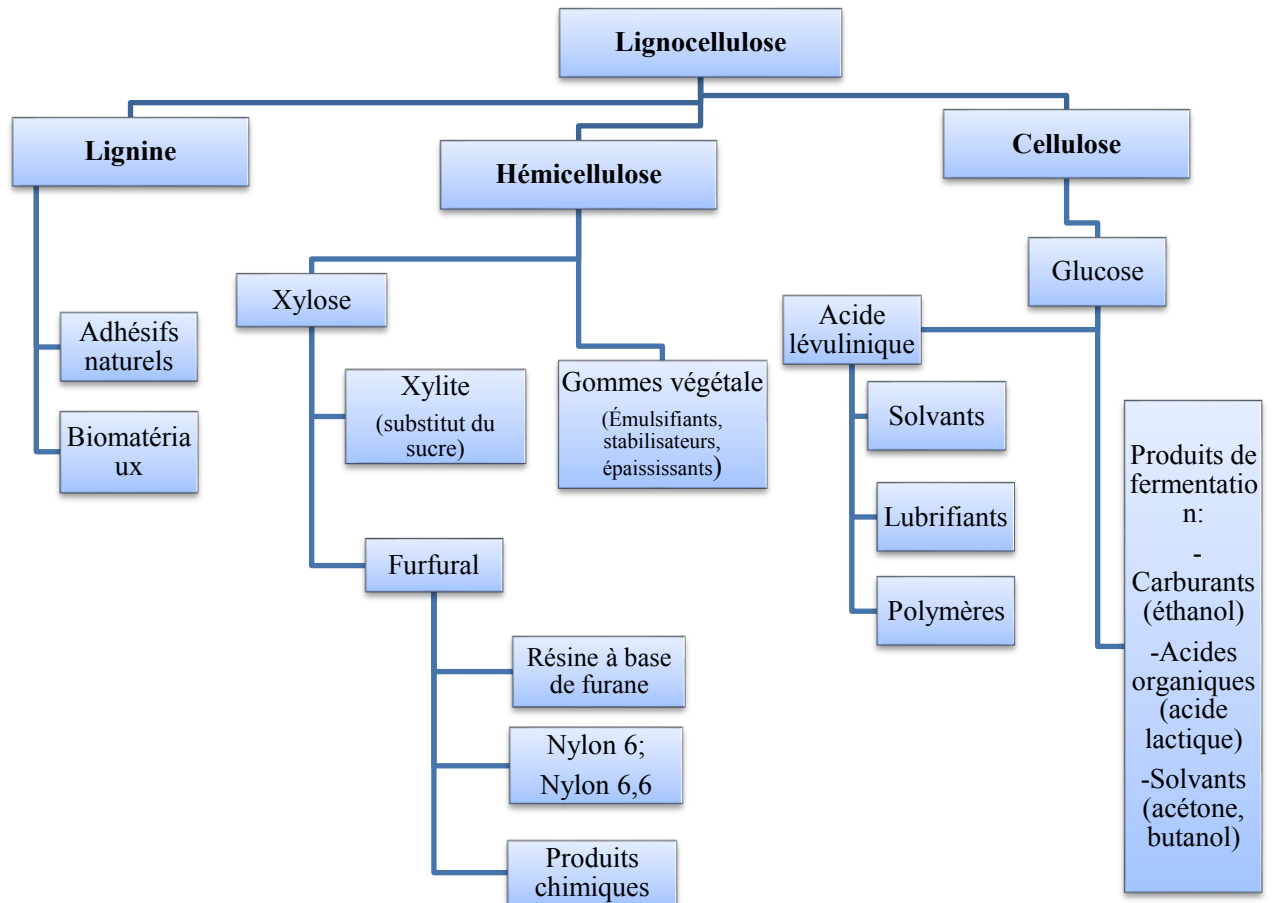 Lignocellulose
Lignine
Hémicellulose
Cellulose
Xylose
Glucose
Adhésifs
naturels
Biomatéria
ux
Xylite
(substitut du
sucre)
Gommes végétale
(Émulsifiants,
stabilisateurs,
épaississants)
Acide
lévulinique
Solvants
Lubrifiants
Polymères
Furfural
Résine à base
de furane
Nylon 6;
Nylon 6,6
Produits
chimiques
Produits de
fermentatio
n:
-
Carburants
(éthanol)
-Acides
organiques
(acide
lactique)
-Solvants
(acétone,
butanol)